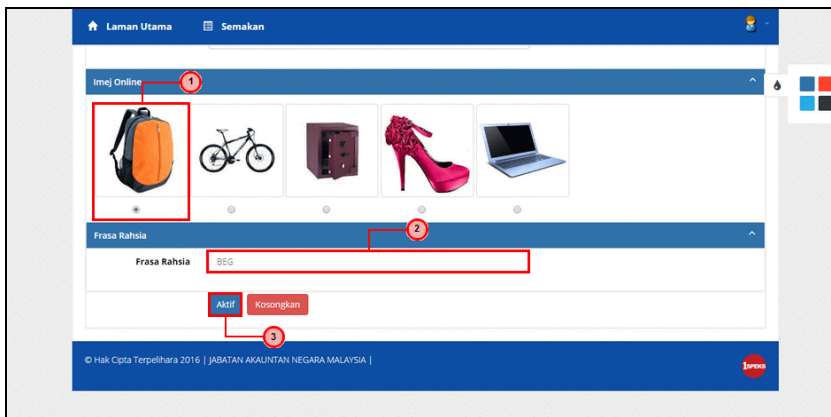 Laman Utama Semakan
Imej Online
1
2
Frasa Rahsia
Frasa Rahsia BEG
Aktif Kosongkan
3
© Hak Cipta Terpelihara 2016 | JABATAN AKAUNTAN NEGARA MALAYSIA |
1SPEKS